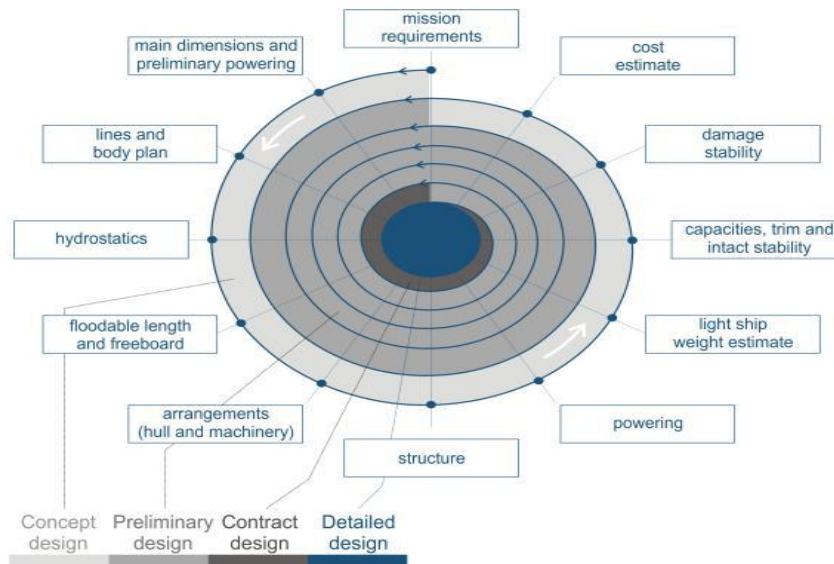 mission
requirements
main dimensions and
preliminary powering
cost
estimate
lines and
body plan
damage
stability
hydrostatics
capacities, trim and
intact stability
floodable length
and freeboard
light ship
weight estimate
arrangements
(hull and machinery)
powering
structure
Concept
design
Preliminary
design
Contract
design
Detailed
design